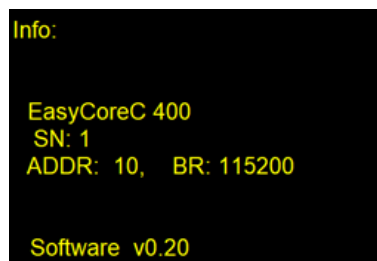 Info:
EasyCoreC 400
SN: 1
ADDR: 10, BR: 115200
Software v0.20